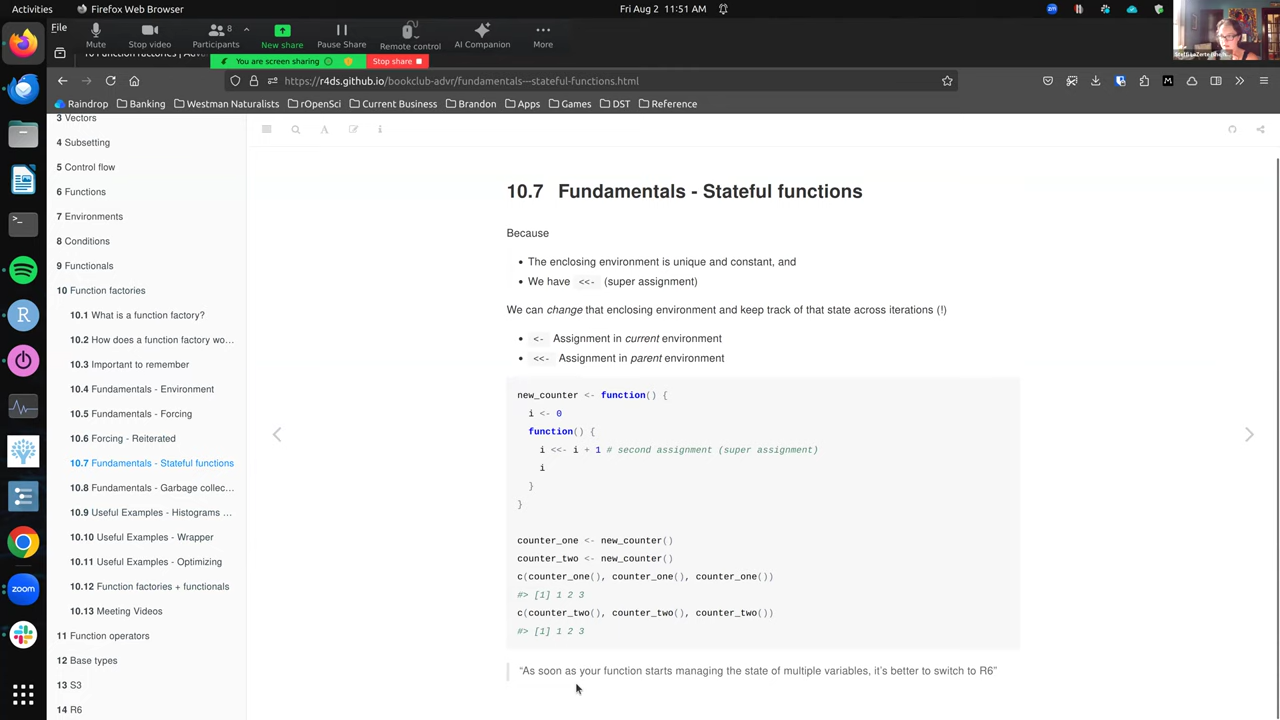 Activities
Firefox Web Browser
Fri Aug 2 11:51 AM
File
Mute
Stop video
8
Participants
New share
Pause Share
Remote control
AI Companion
More
You are screen sharing
Stop share
https://r4ds.github.io/bookclub-advr/fundamentals---stateful-functions.html
Raindrop
Banking
Westman Naturalists
rOpenSci
Current Business
Brandon
Apps
Games
DST
Reference
3 Vectors
4 Subsetting
5 Control flow
6 Functions
7 Environments
8 Conditions
9 Functionals
10 Function factories
10.1 What is a function factory?
10.2 How does a function factory wo...
10.3 Important to remember
10.4 Fundamentals - Environment
10.5 Fundamentals - Forcing
10.6 Forcing - Reiterated
10.7 Fundamentals - Stateful functions
10.8 Fundamentals - Garbage collec...
10.9 Useful Examples - Histograms ...
10.10 Useful Examples - Wrapper
10.11 Useful Examples - Optimizing
10.12 Function factories + functionals
10.13 Meeting Videos
11 Function operators
12 Base types
13 S3
14 R6
zoom
10.7 Fundamentals - Stateful functions
Because
• The enclosing environment is unique and constant, and
• We have <<- (super assignment)
We can change that enclosing environment and keep track of that state across iterations (!)
• <- Assignment in current environment
• <<- Assignment in parent environment
new_counter <- function() {
i <- 0
function() {
i <<- i + 1 # second assignment (super assignment)
i
}
}
counter_one <- new_counter()
counter_two <- new_counter()
c(counter_one(), counter_one(), counter_one())
#> [1] 1 2 3
c(counter_two(), counter_two(), counter_two())
#> [1] 1 2 3
“As soon as your function starts managing the state of multiple variables, it’s better to switch to R6”